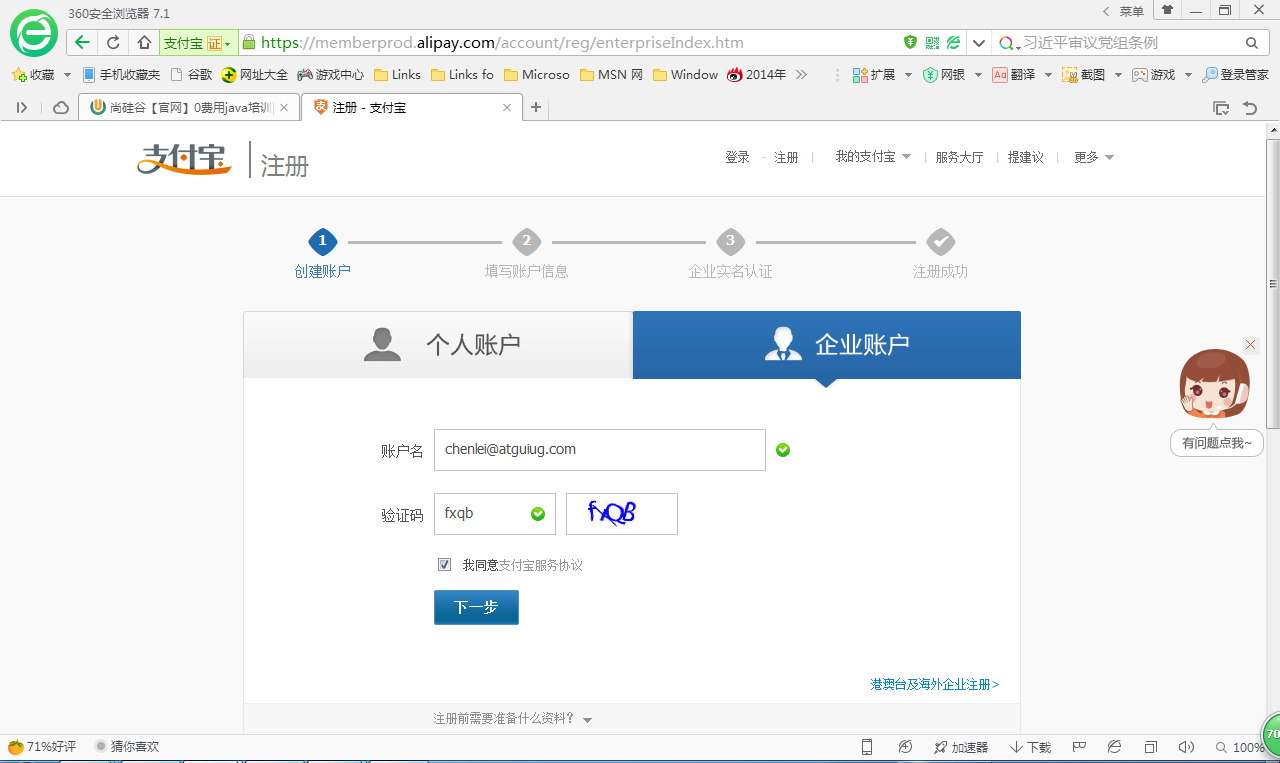 360安全浏览器 7.1
菜单
支付宝 证
https://memberprod.alipay.com/account/reg/enterpriseIndex.htm
习近平审议党组条例
收藏 手机收藏夹 谷歌 网址大全 游戏中心 Links Links fo Microso MSN 网 Window 2014年 扩展 网银 翻译 截图 游戏 登录管家
尚硅谷【官网】0费用java培训
注册 - 支付宝
支付宝 注册
登录 - 注册 我的支付宝 服务大厅 提建议 更多
1 2 3
创建账户 填写账户信息 企业实名认证 注册成功
个人账户 企业账户
账户名 chenlei@atguiug.com
验证码 fxqb fxQB
我同意支付宝服务协议
下一步
有问题点我~
港澳台及海外企业注册>
注册前需要准备什么资料?
71%好评 猜你喜欢 加速器 下载 100%
70